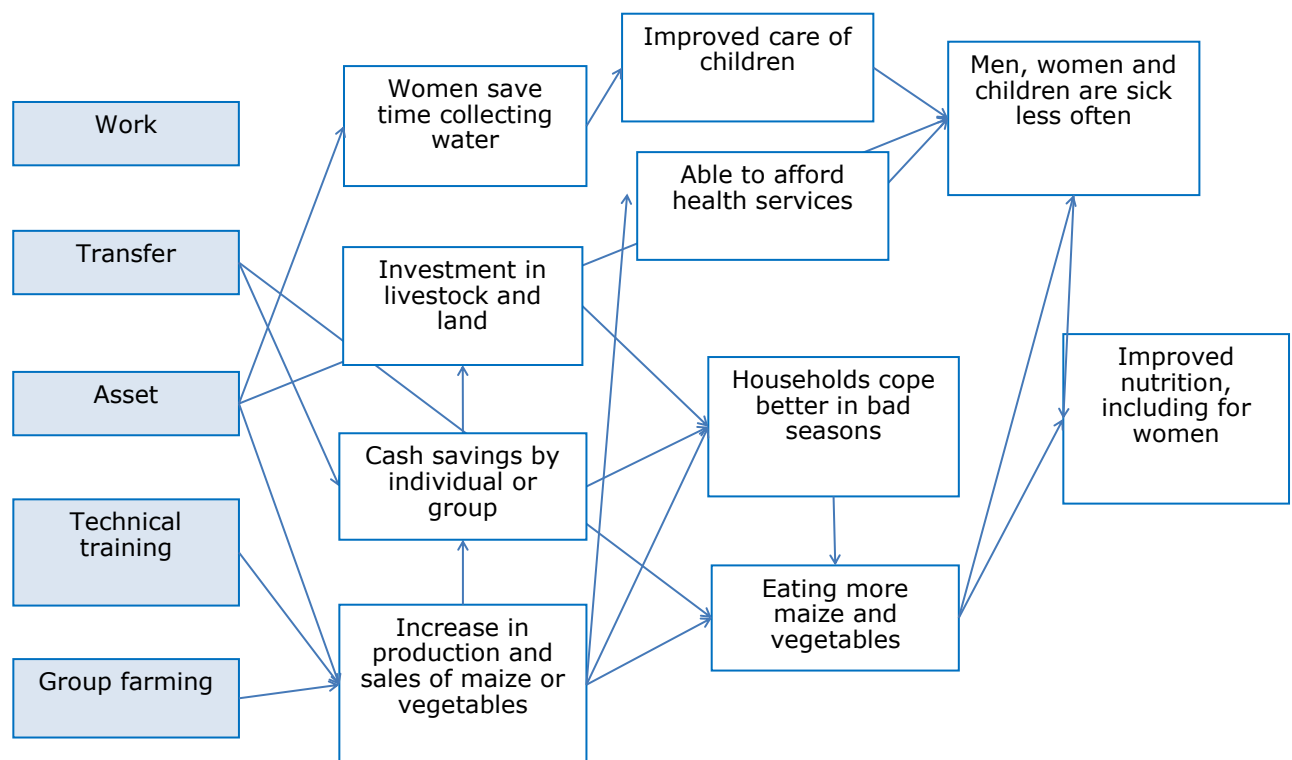 Work
Transfer
Asset
Technical
training
Group farming
Women save
time collecting
water
Investment in
livestock and
land
Cash savings by
individual or
group
Increase in
production and
sales of maize or
vegetables
Improved care of
children
Able to afford
health services
Households cope
better in bad
seasons
Eating more
maize and
vegetables
Men, women and
children are sick
less often
Improved
nutrition,
including for
women